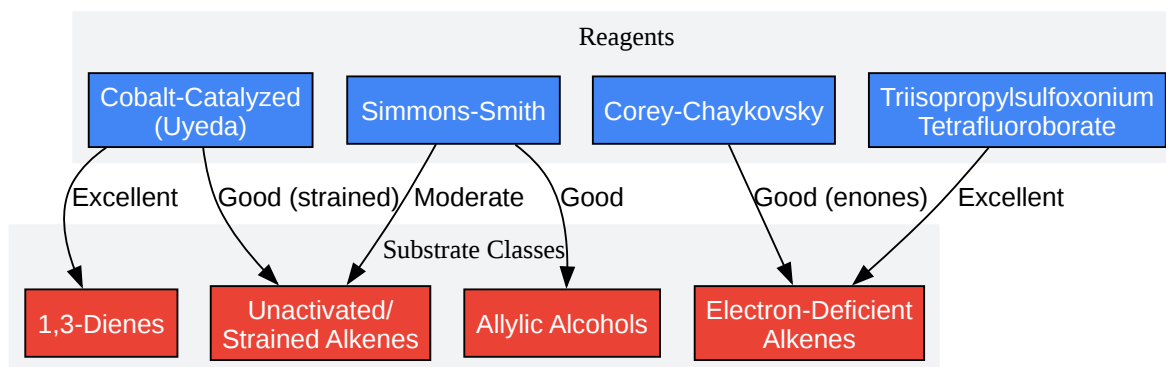 Reagents
Cobalt-Catalyzed
(Uyeda)
Simmons-Smith
Corey-Chaykovsky
Triisopropylsulfoxonium
Tetrafluoroborate
Excellent
Good (strained)
Moderate
Good
Good (enones)
Excellent
Substrate Classes
1,3-Dienes
Unactivated/
Strained Alkenes
Allylic Alcohols
Electron-Deficient
Alkenes